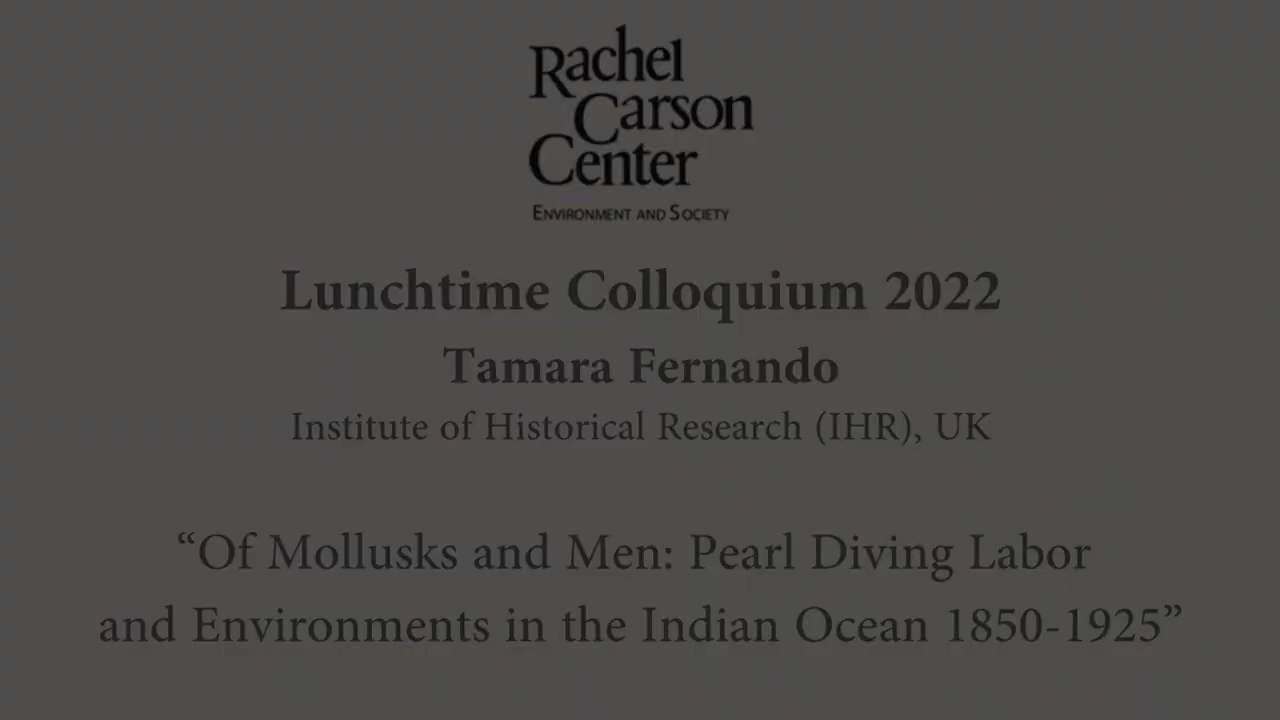 Rachel
Carson
Center
ENVIRONMENT AND SOCIETY
Lunchtime Colloquium 2022
Tamara Fernando
Institute of Historical Research (IHR), UK
“Of Mollusks and Men: Pearl Diving Labor
and Environments in the Indian Ocean 1850-1925”